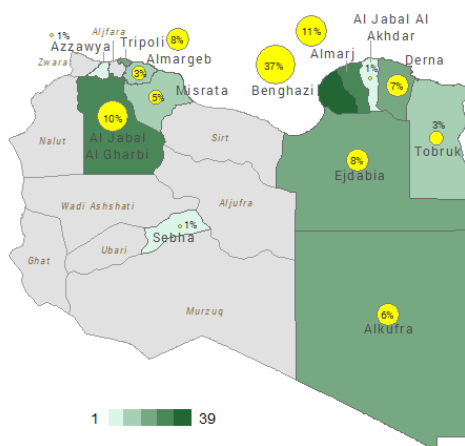 1%
Azzawya
Zwara
Aljfara
Tripoli
8%
Almargeb
3%
Misrata
5%
10%
Al Jabal
Al Gharbi
Nalut
Sirt
Wadi Ashshati
Aljufra
1%
Sebha
Ubari
Ghat
Murzuq
37%
Benghazi
11%
Almarj
Al Jabal Al
Akhdar
1%
Derna
7%
3%
Tobruk
8%
Ejdabia
6%
Alkufra
1 39